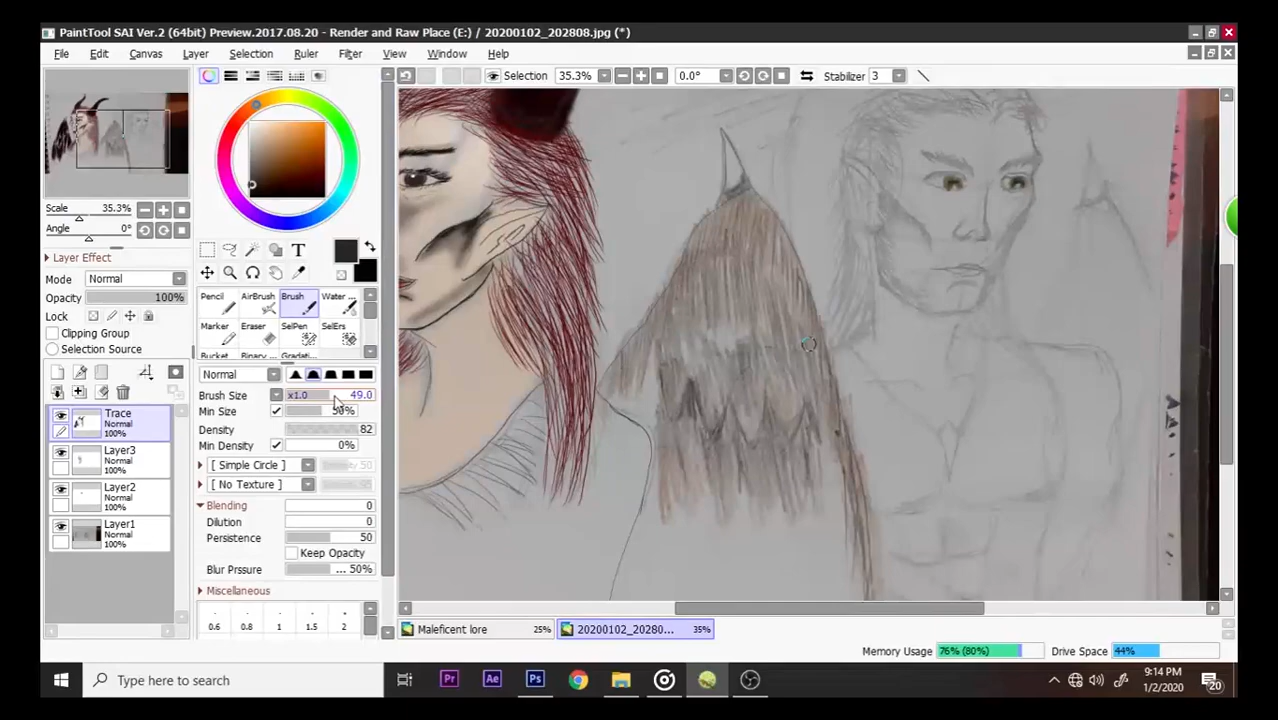 PaintTool SAI Ver.2 (64bit) Preview.2017.08.20 - Render and Raw Place (E:) / 20200102_202808.jpg (*)
File Edit Canvas Layer Selection Ruler Filter View Window Help
Selection 35.3% 0.0° Stabilizer 3
Scale 35.3%
Angle 0°
Layer Effect
Mode Normal
Opacity 100%
Lock
Clipping Group
Selection Source
Trace
Normal
100%
Layer3
Normal
100%
Layer2
Normal
100%
Layer1
Normal
100%
T
Pencil AirBrush Brush Water ...
Marker Eraser SelPen SelErs
Bucket Binary ... Gradati...
Normal
Brush Size x1.0 49.0
Min Size 50%
Density 82
Min Density 0%
[ Simple Circle ] 50
[ No Texture ]
Blending 0
Dilution 0
Persistence 50
Keep Opacity
Blur Prssure ... 50%
Miscellaneous
0.6 0.8 1 1.5 2
Maleficent lore 25% 20200102_20280... 35%
Memory Usage 76% (80%) Drive Space 44%
Type here to search
Pr Ae Ps
9:14 PM
1/2/2020
20